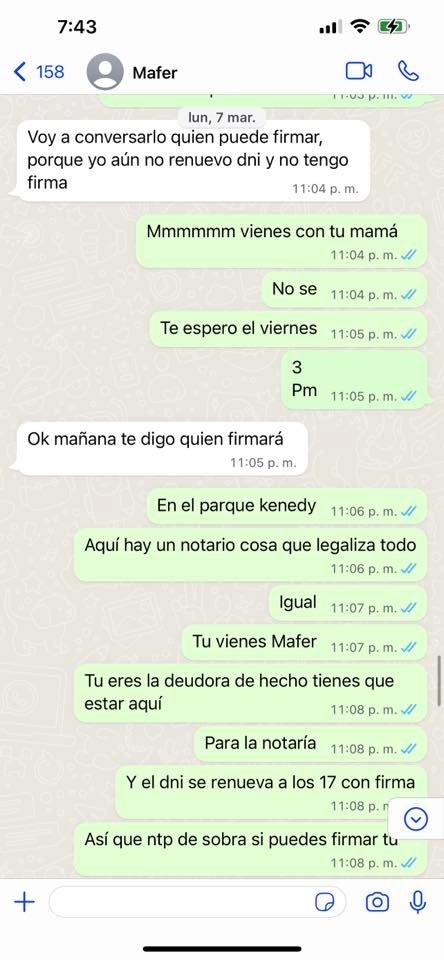 7:43
158
Mafer
lun, 7 mar.
Voy a conversarlo quien puede firmar,
porque yo aún no renuevo dni y no tengo
firma
11:04 p. m.
Mmmmmm vienes con tu mamá
11:04 p. m.
No se 11:04 p. m.
Te espero el viernes 11:05 p. m.
3
Pm 11:05 p. m.
Ok mañana te digo quien firmará
11:05 p. m.
En el parque kenedy 11:06 p. m.
Aquí hay un notario cosa que legaliza todo
11:06 p. m.
Igual 11:07 p. m.
Tu vienes Mafer 11:07 p. m.
Tu eres la deudora de hecho tienes que
estar aquí 11:08 p. m.
Para la notaría 11:08 p. m.
Y el dni se renueva a los 17 con firma
11:08 p.
Así que ntp de sobra si puedes firmar tu
11:08 p. m.